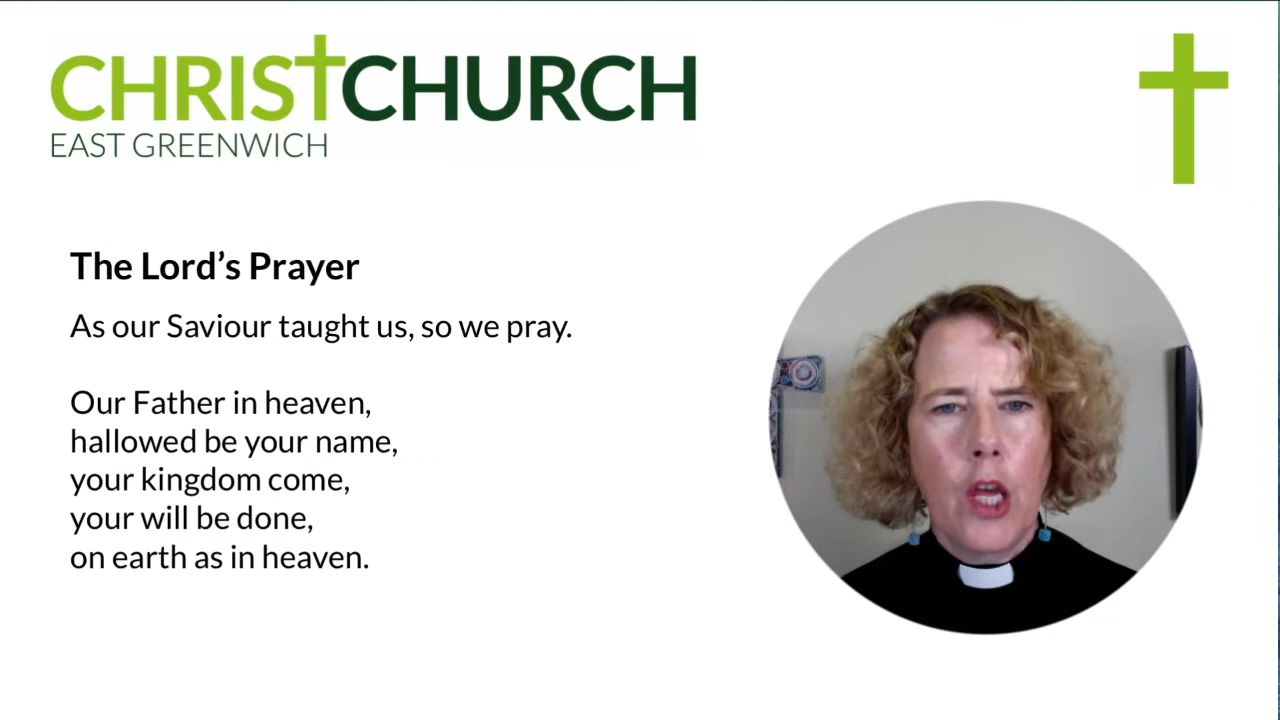 CHRISTCHURCH
EAST GREENWICH
The Lord’s Prayer
As our Saviour taught us, so we pray.
Our Father in heaven,
hallowed be your name,
your kingdom come,
your will be done,
on earth as in heaven.